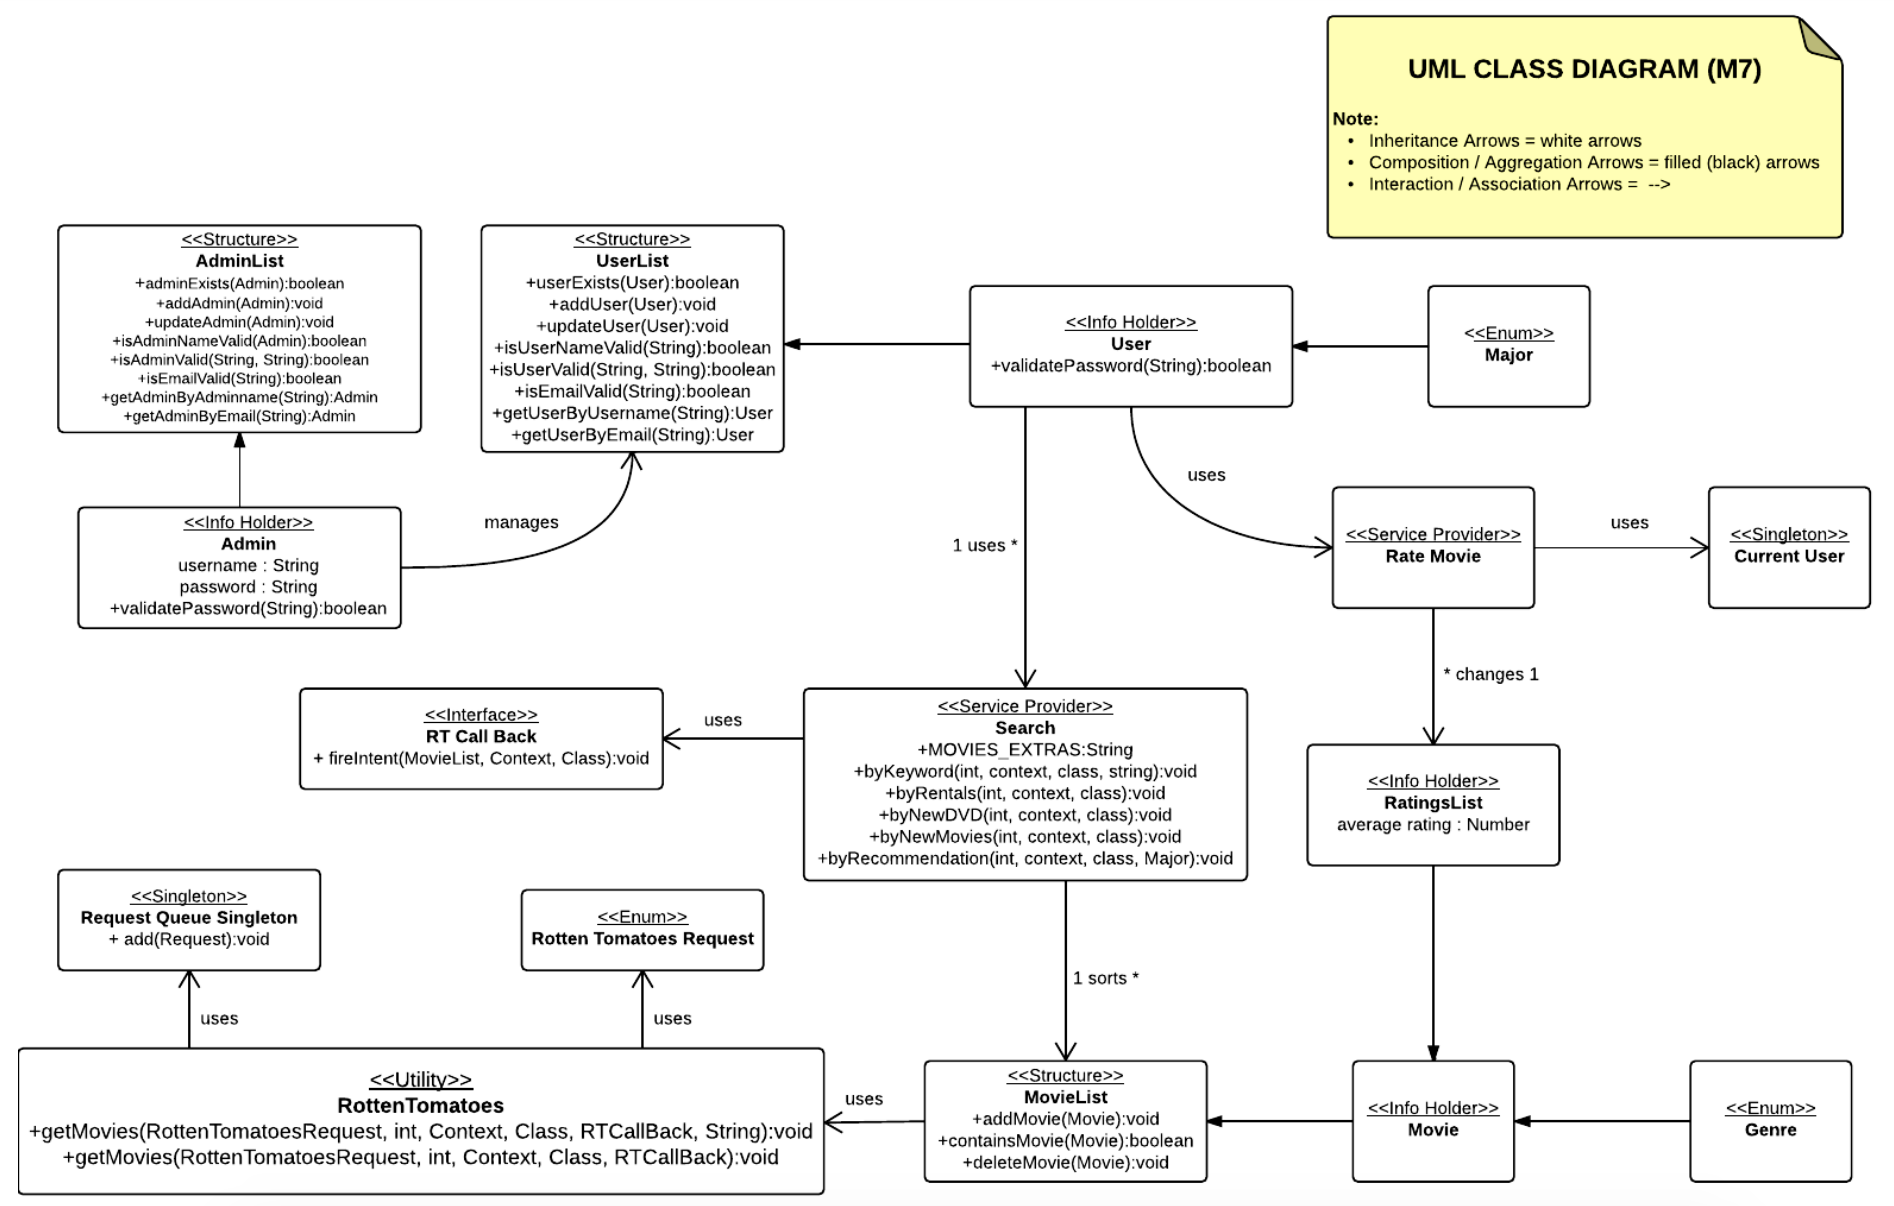 UML CLASS DIAGRAM (M7)
Note:
• Inheritance Arrows = white arrows
• Composition / Aggregation Arrows = filled (black) arrows
• Interaction / Association Arrows = -->
<<Structure>>
AdminList
+adminExists(Admin):boolean
+addAdmin(Admin):void
+updateAdmin(Admin):void
+isAdminNameValid(Admin):boolean
+isAdminValid(String, String):boolean
+isEmailValid(String):boolean
+getAdminByAdminname(String):Admin
+getAdminByEmail(String):Admin
<<Structure>>
UserList
+userExists(User):boolean
+addUser(User):void
+updateUser(User):void
+isUserNameValid(String):boolean
+isUserValid(String, String):boolean
+isEmailValid(String):boolean
+getUserByUsername(String):User
+getUserByEmail(String):User
<<Info Holder>>
User
+validatePassword(String):boolean
<<Enum>>
Major
<<Info Holder>>
Admin
username : String
password : String
+validatePassword(String):boolean
manages
1 uses *
uses
<<Service Provider>>
Rate Movie
uses
<<Singleton>>
Current User
* changes 1
<<Interface>>
RT Call Back
+ fireIntent(MovieList, Context, Class):void
uses
<<Service Provider>>
Search
+MOVIES_EXTRAS:String
+byKeyword(int, context, class, string):void
+byRentals(int, context, class):void
+byNewDVD(int, context, class):void
+byNewMovies(int, context, class):void
+byRecommendation(int, context, class, Major):void
<<Info Holder>>
RatingsList
average rating : Number
<<Singleton>>
Request Queue Singleton
+ add(Request):void
<<Enum>>
Rotten Tomatoes Request
1 sorts *
uses
uses
<<Utility>>
RottenTomatoes
+getMovies(RottenTomatoesRequest, int, Context, Class, RTCallBack, String):void
+getMovies(RottenTomatoesRequest, int, Context, Class, RTCallBack):void
uses
<<Structure>>
MovieList
+addMovie(Movie):void
+containsMovie(Movie):boolean
+deleteMovie(Movie):void
<<Info Holder>>
Movie
<<Enum>>
Genre